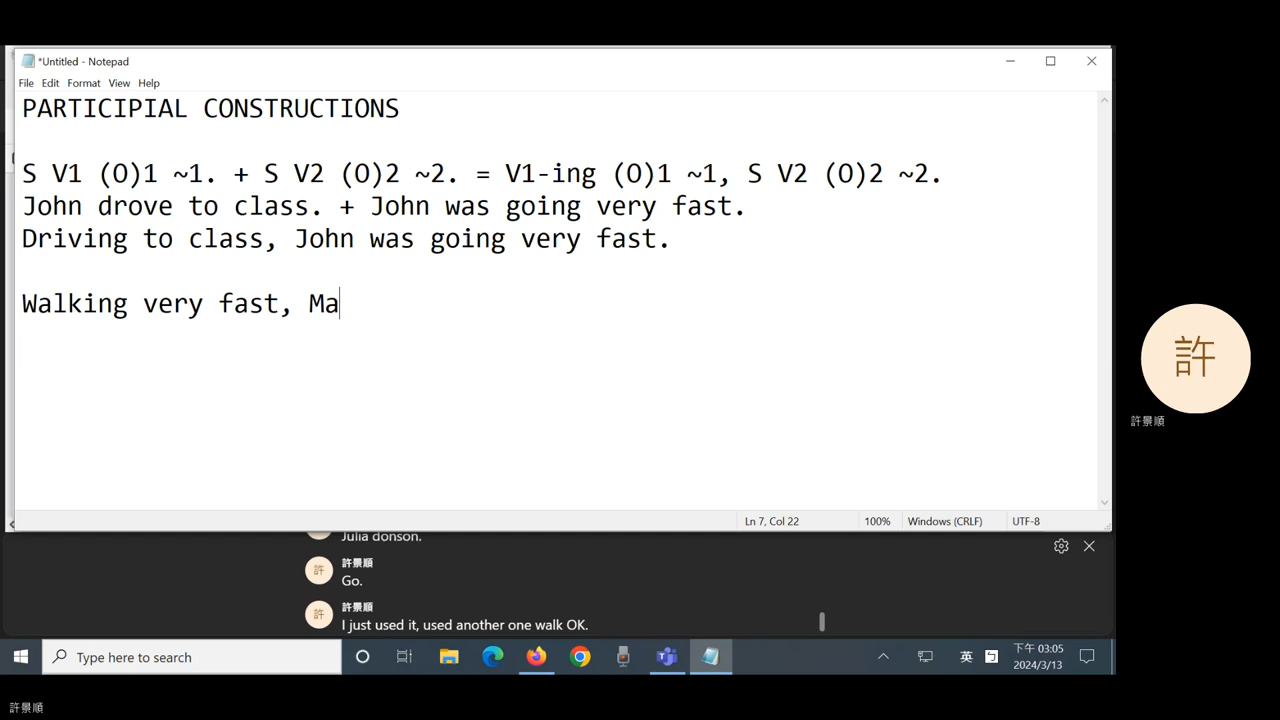 *Untitled - Notepad
File Edit Format View Help
PARTICIPIAL CONSTRUCTIONS
S V1 (O)1 ~1. + S V2 (O)2 ~2. = V1-ing (O)1 ~1, S V2 (O)2 ~2.
John drove to class. + John was going very fast.
Driving to class, John was going very fast.
Walking very fast, Ma
Ln 7, Col 22 100% Windows (CRLF) UTF-8
許
許景順
Julia donson.
許 許景順
Go.
許 許景順
I just used it, used another one walk OK.
Type here to search
英
下午 03:05
2024/3/13
許景順